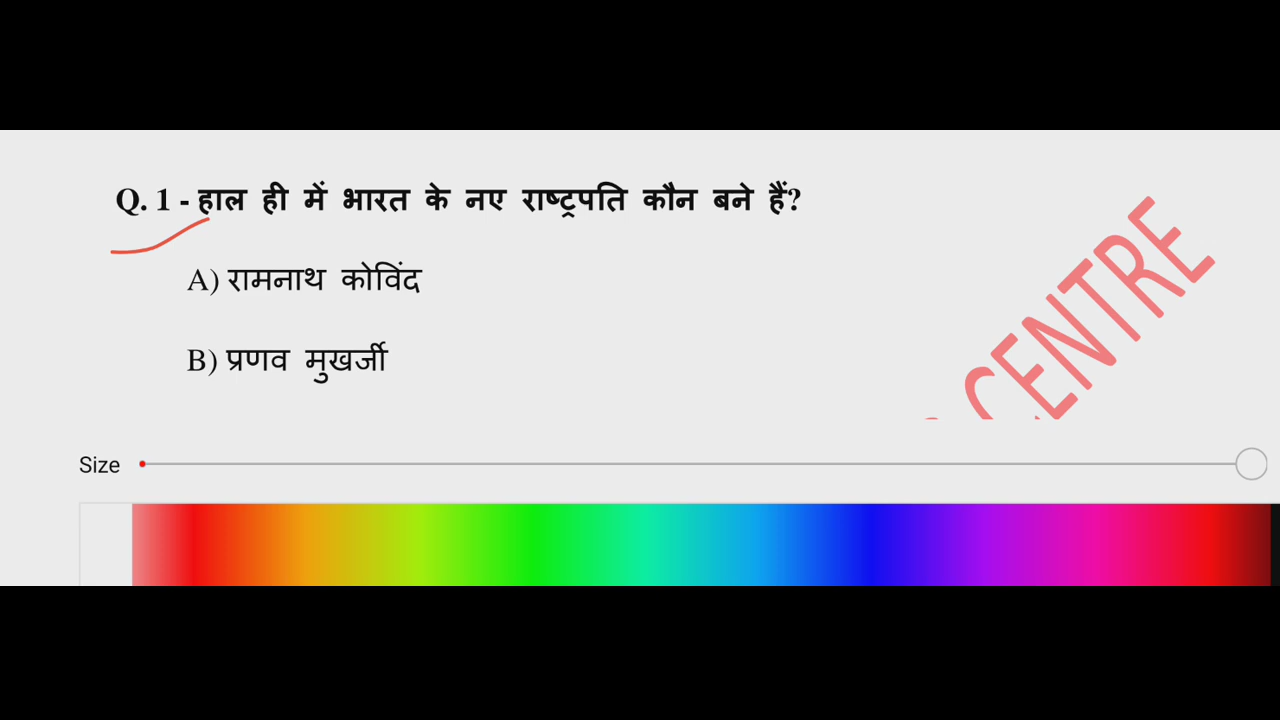 Q. 1 - हाल ही में भारत के नए राष्ट्रपति कौन बने हैं?
A) रामनाथ कोविंद
B) प्रणव मुखर्जी
CENTRE
Size